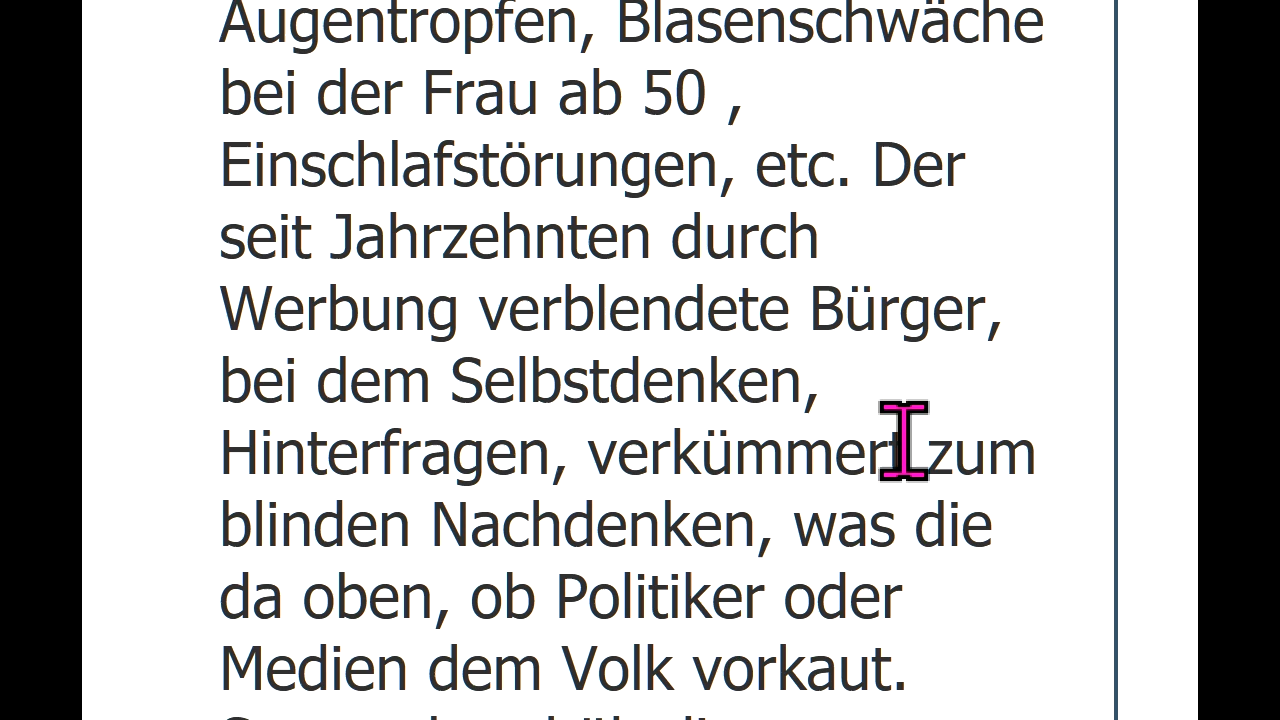 Augentropfen, Blasenschwäche
bei der Frau ab 50 ,
Einschlafstörungen, etc. Der
seit Jahrzehnten durch
Werbung verblendete Bürger,
bei dem Selbstdenken,
Hinterfragen, verkümmert zum
blinden Nachdenken, was die
da oben, ob Politiker oder
Medien dem Volk vorkaut.